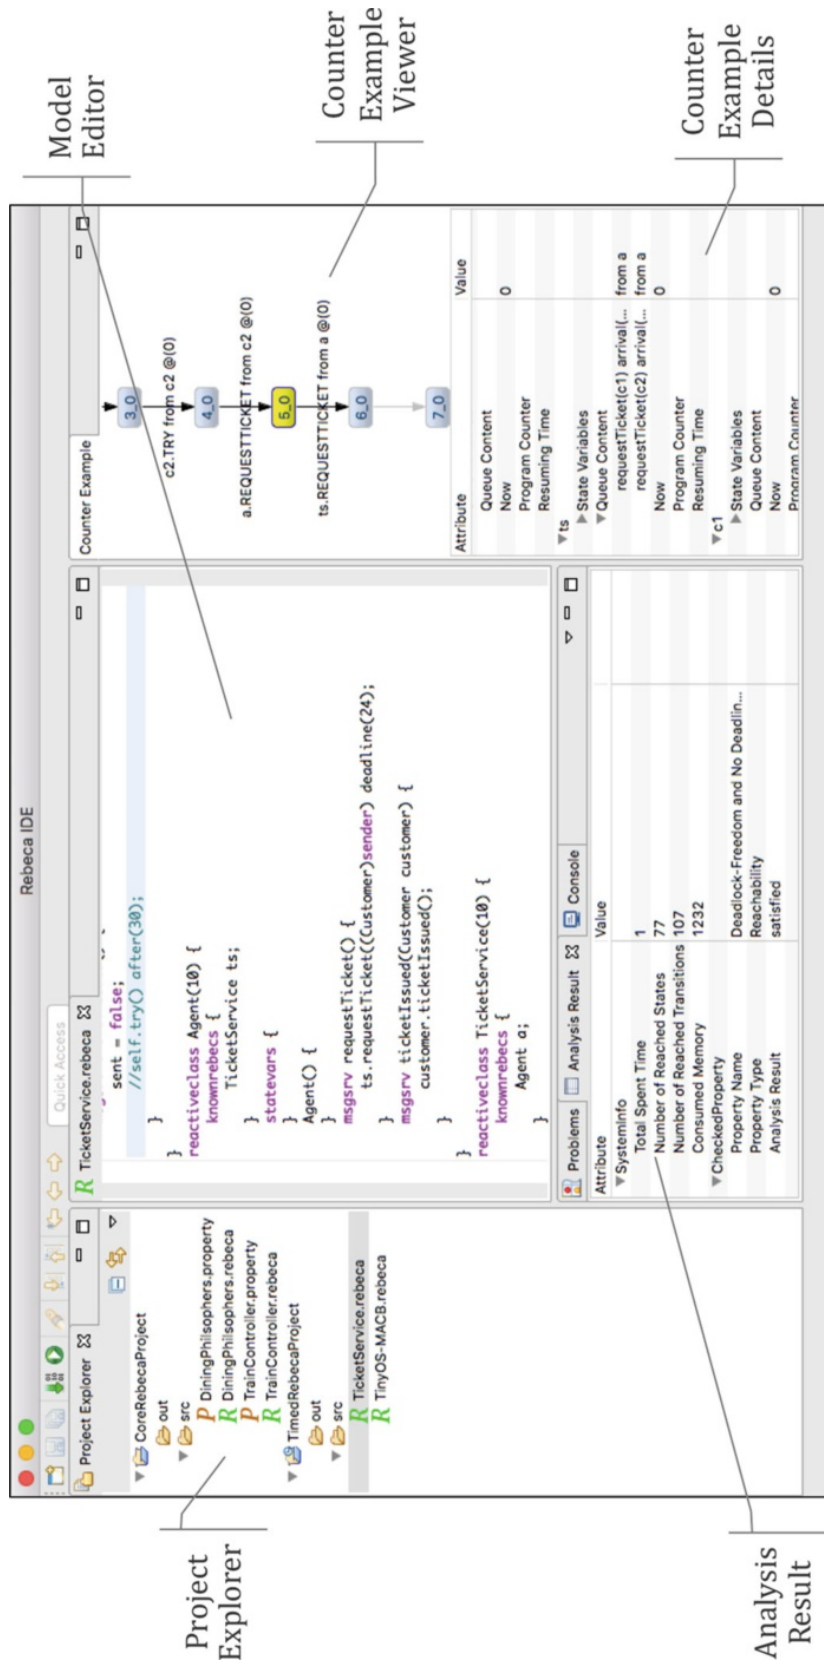 Model
Editor
Counter
Example
Viewer
Counter
Example
Details
Project
Explorer
Analysis
Result
Rebeca IDE
Quick Access
Project Explorer
CoreRebecaProject
out
src
P DiningPhilsophers.property
R DiningPhilsophers.rebeca
P TrainController.property
R TrainController.rebeca
TimedRebecaProject
out
src
R TicketService.rebeca
R TinyOS-MACB.rebeca
R TicketService.rebeca
sent = false;
//self.try() after(30);
}
}
reactiveclass Agent(10) {
knownrebecs {
TicketService ts;
}
statevars {
}
Agent() {
}
msgsrv requestTicket() {
ts.requestTicket((Customer)sender) deadline(24);
}
msgsrv ticketIssued(Customer customer) {
customer.ticketIssued();
}
}
reactiveclass TicketService(10) {
knownrebecs {
Agent a;
}
Problems Analysis Result Console
Attribute Value
SystemInfo
Total Spent Time 1
Number of Reached States 77
Number of Reached Transitions 107
Consumed Memory 1232
CheckedProperty
Property Name Deadlock-Freedom and No Deadlin...
Property Type Reachability
Analysis Result satisfied
Counter Example
3_0
c2.TRY from c2 @(0)
4_0
a.REQUESTTICKET from c2 @(0)
5_0
ts.REQUESTTICKET from a @(0)
6_0
7_0
Attribute Value
Queue Content
Now 0
Program Counter
Resuming Time
ts
State Variables
Queue Content
requestTicket(c1) arrival(... from a
requestTicket(c2) arrival(... from a
Now 0
Program Counter
Resuming Time
c1
State Variables
Queue Content
Now 0
Program Counter